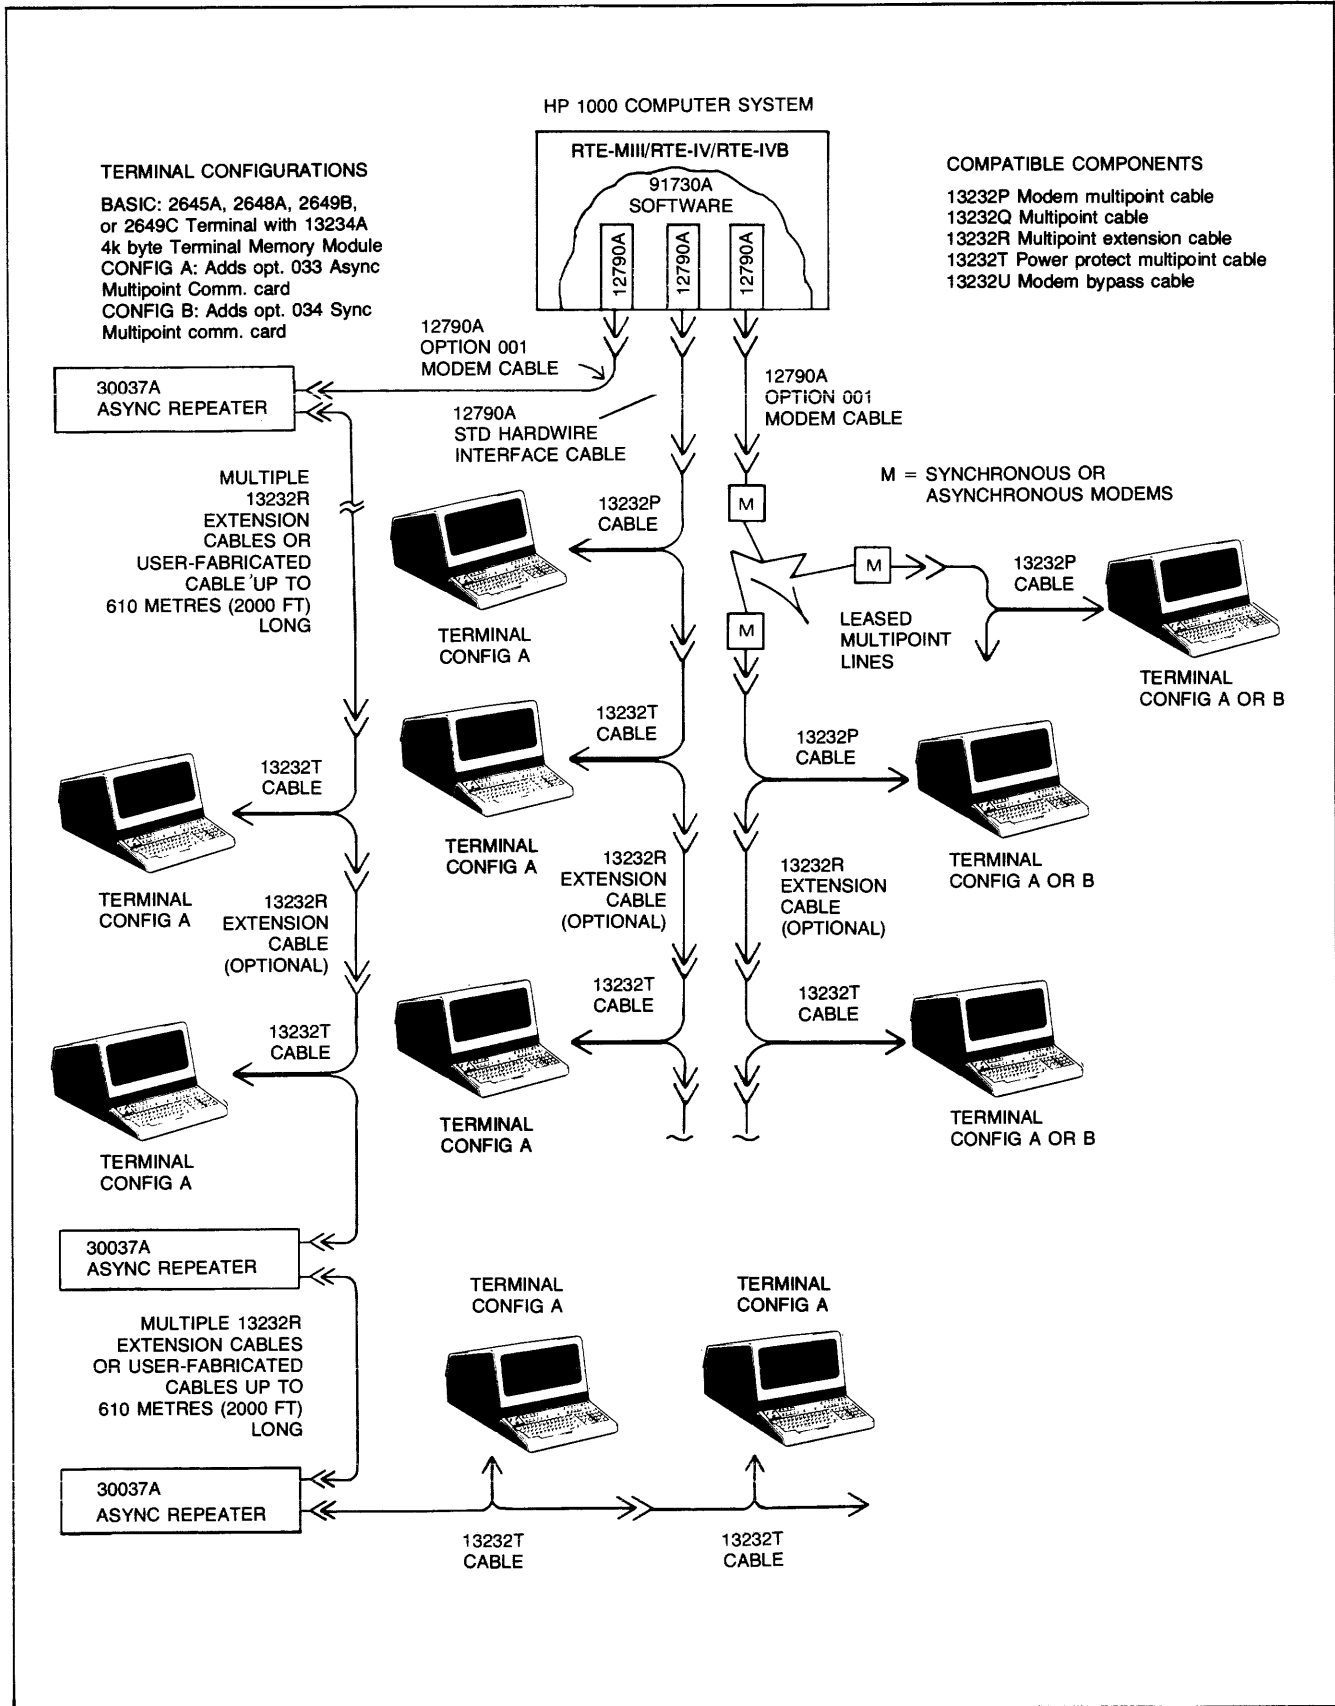 HP 1000 COMPUTER SYSTEM
RTE-MIII/RTE-IV/RTE-IVB
91730A
SOFTWARE
12790A
12790A
12790A
TERMINAL CONFIGURATIONS
BASIC: 2645A, 2648A, 2649B,
or 2649C Terminal with 13234A
4k byte Terminal Memory Module
CONFIG A: Adds opt. 033 Async
Multipoint Comm. card
CONFIG B: Adds opt. 034 Sync
Multipoint comm. card
COMPATIBLE COMPONENTS
13232P Modem multipoint cable
13232Q Multipoint cable
13232R Multipoint extension cable
13232T Power protect multipoint cable
13232U Modem bypass cable
12790A
OPTION 001
MODEM CABLE
30037A
ASYNC REPEATER
12790A
STD HARDWIRE
INTERFACE CABLE
12790A
OPTION 001
MODEM CABLE
M = SYNCHRONOUS OR
ASYNCHRONOUS MODEMS
MULTIPLE
13232R
EXTENSION
CABLES OR
USER-FABRICATED
CABLE UP TO
610 METRES (2000 FT)
LONG
13232P
CABLE
M
M
M
13232P
CABLE
LEASED
MULTIPOINT
LINES
TERMINAL
CONFIG A
TERMINAL
CONFIG A OR B
13232T
CABLE
13232P
CABLE
13232T
CABLE
TERMINAL
CONFIG A
TERMINAL
CONFIG A OR B
TERMINAL
CONFIG A
13232R
EXTENSION
CABLE
(OPTIONAL)
13232R
EXTENSION
CABLE
(OPTIONAL)
13232R
EXTENSION
CABLE
(OPTIONAL)
13232T
CABLE
13232T
CABLE
13232T
CABLE
TERMINAL
CONFIG A
TERMINAL
CONFIG A OR B
TERMINAL
CONFIG A
30037A
ASYNC REPEATER
MULTIPLE 13232R
EXTENSION CABLES
OR USER-FABRICATED
CABLES UP TO
610 METRES (2000 FT)
LONG
TERMINAL
CONFIG A
TERMINAL
CONFIG A
30037A
ASYNC REPEATER
13232T
CABLE
13232T
CABLE